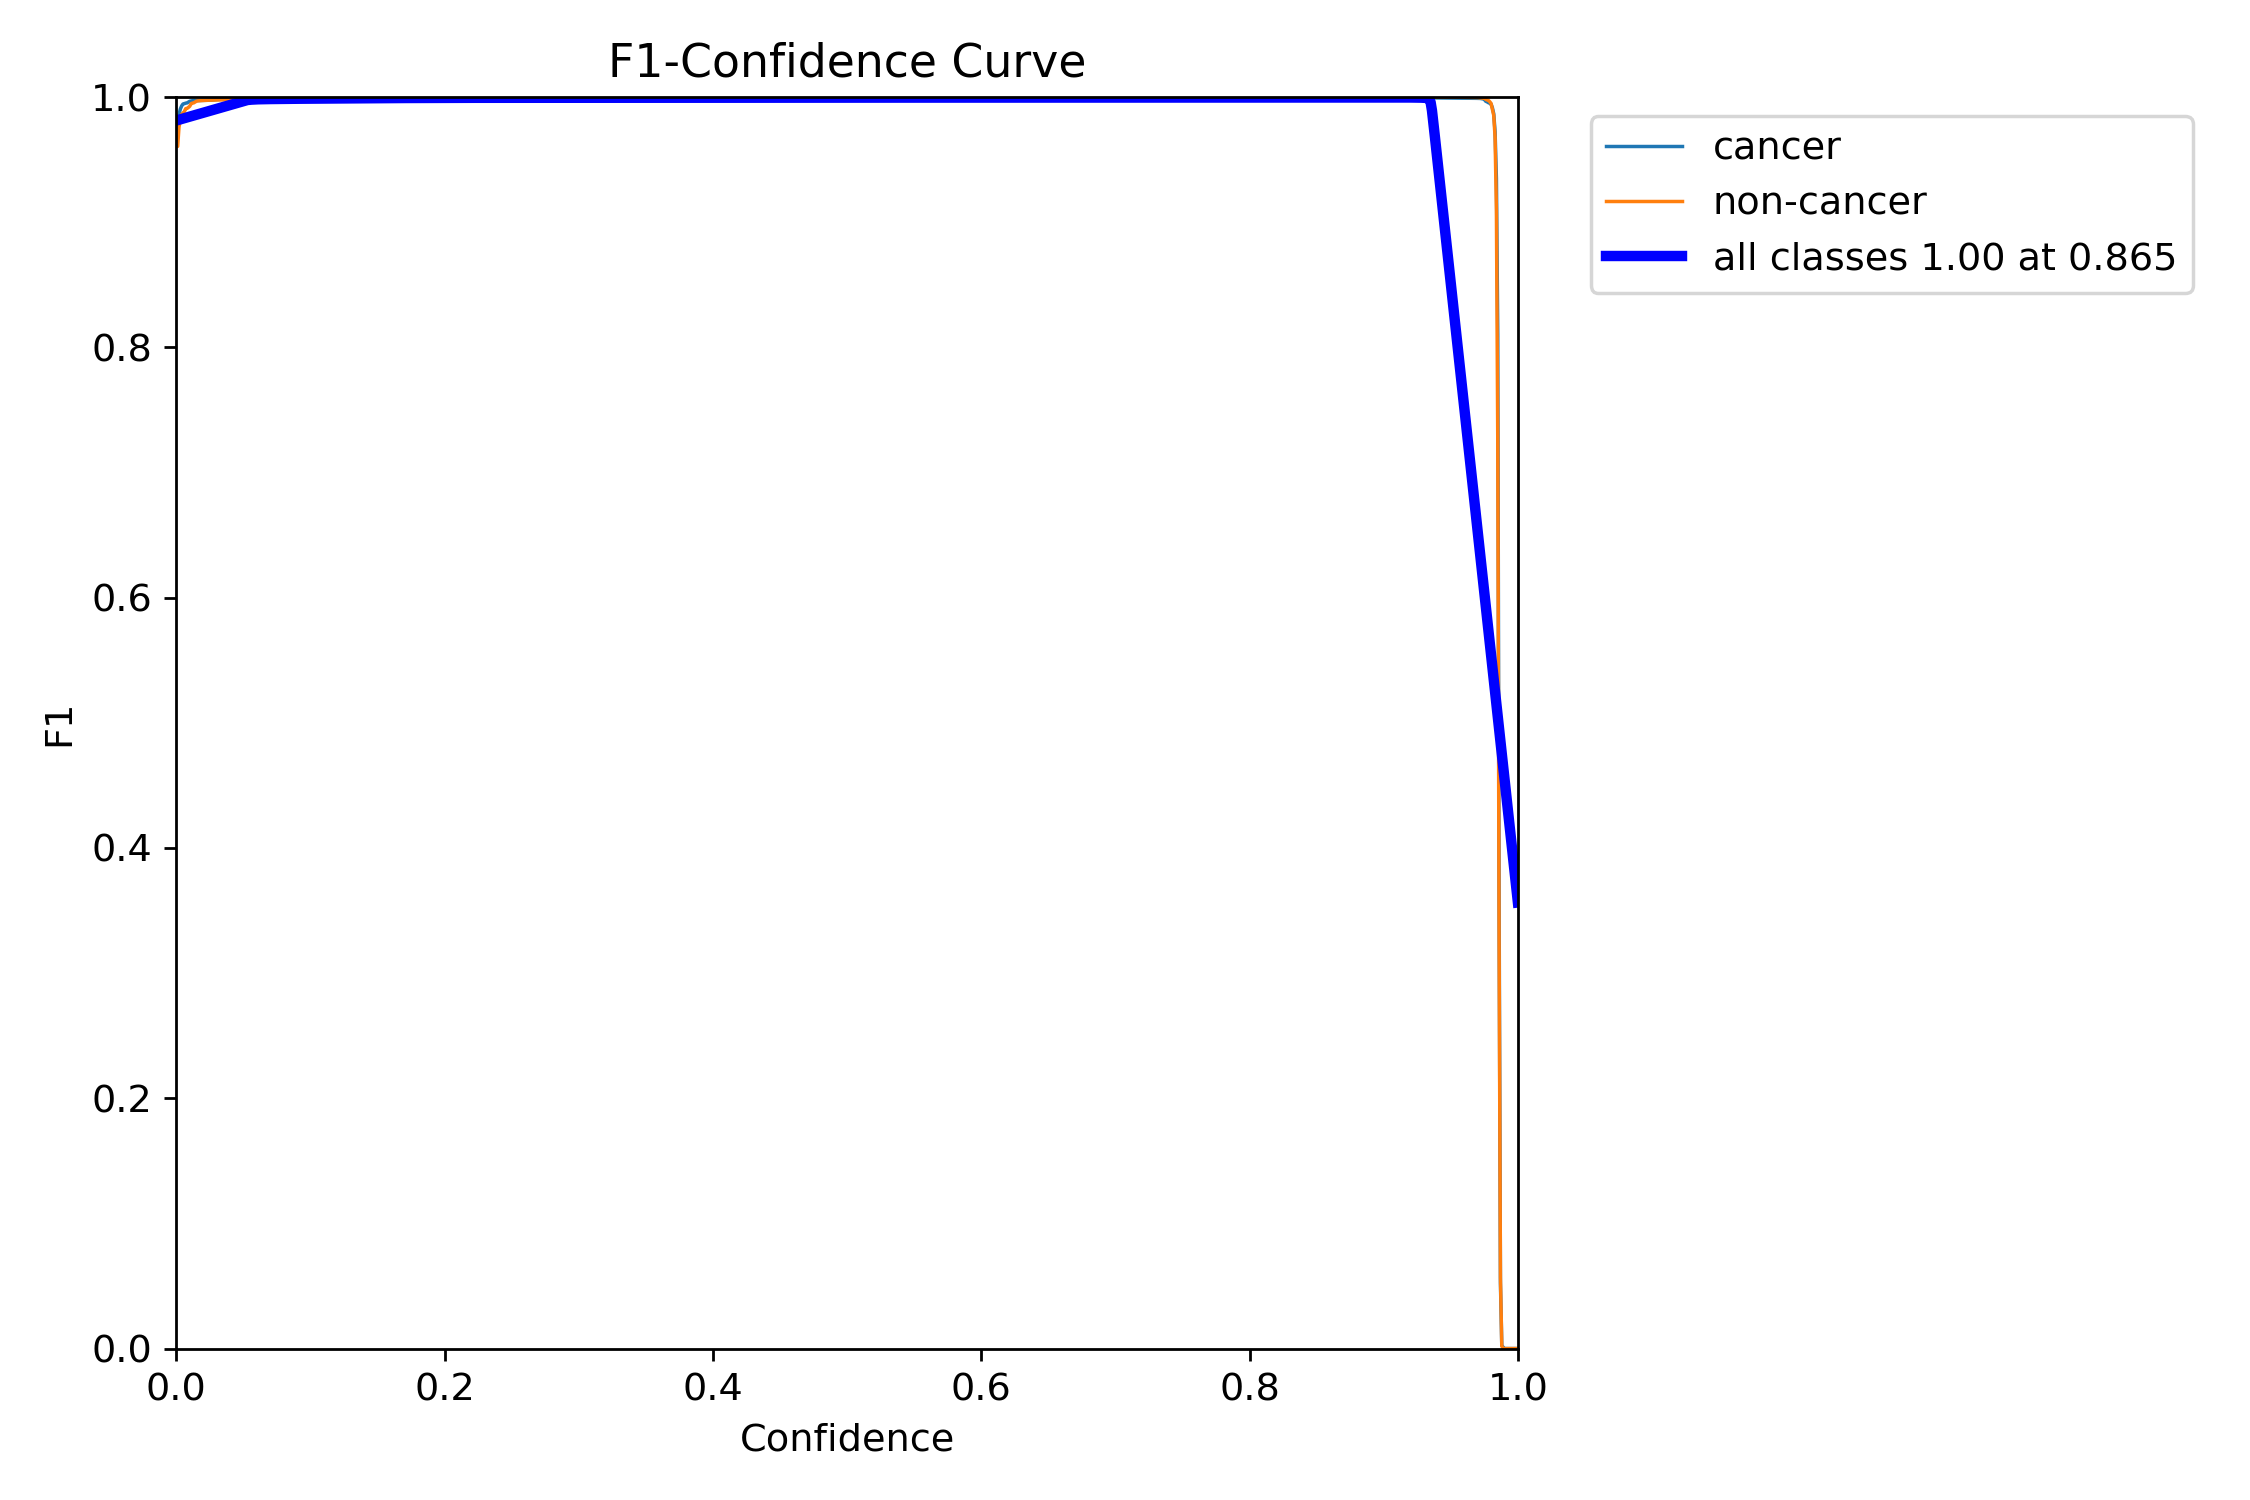 F1-Confidence Curve
1.0
0.8
0.6
0.4
0.2
0.0
F1
0.0 0.2 0.4 0.6 0.8 1.0
Confidence
cancer
non-cancer
all classes 1.00 at 0.865